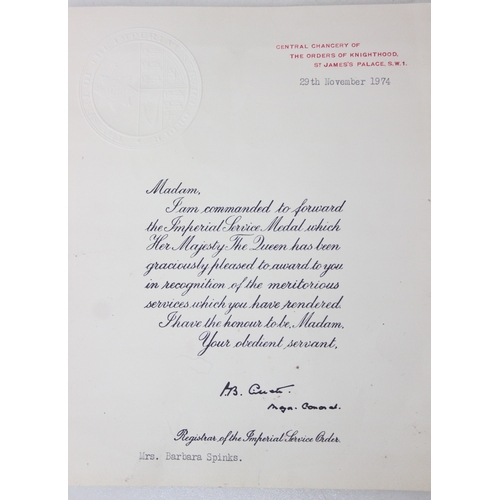 CENTRAL CHANCERY OF
THE ORDERS OF KNIGHTHOOD,
ST JAMES'S PALACE, S.W.1.
29th November 1974
Madam,
I am commanded to forward
the Imperial Service Medal which
Her Majesty The Queen has been
graciously pleased to award to you
in recognition of the meritorious
services which you have rendered.
I have the honour to be, Madam,
Your obedient servant,
Registrar of the Imperial Service Order.
Mrs. Barbara Spinks.